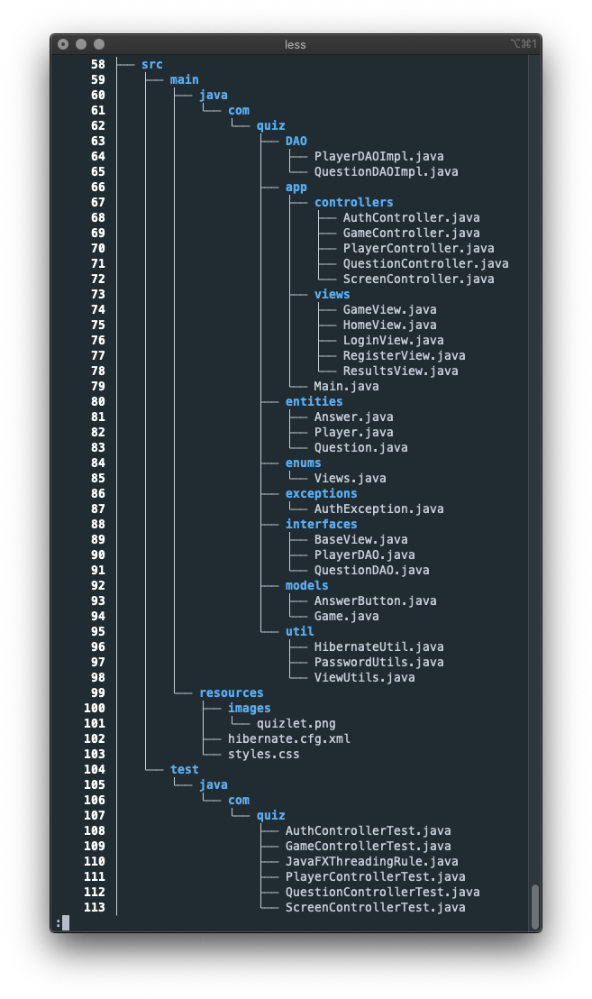 less
⌥⌘1
58 ├── src
59 │   ├── main
60 │   │   ├── java
61 │   │   │   └── com
62 │   │   │       └── quiz
63 │   │   │           ├── DAO
64 │   │   │           │   ├── PlayerDAOImpl.java
65 │   │   │           │   └── QuestionDAOImpl.java
66 │   │   │           ├── app
67 │   │   │           │   ├── controllers
68 │   │   │           │   │   ├── AuthController.java
69 │   │   │           │   │   ├── GameController.java
70 │   │   │           │   │   ├── PlayerController.java
71 │   │   │           │   │   ├── QuestionController.java
72 │   │   │           │   │   └── ScreenController.java
73 │   │   │           │   ├── views
74 │   │   │           │   │   ├── GameView.java
75 │   │   │           │   │   ├── HomeView.java
76 │   │   │           │   │   ├── LoginView.java
77 │   │   │           │   │   ├── RegisterView.java
78 │   │   │           │   │   └── ResultsView.java
79 │   │   │           │   └── Main.java
80 │   │   │           ├── entities
81 │   │   │           │   ├── Answer.java
82 │   │   │           │   ├── Player.java
83 │   │   │           │   └── Question.java
84 │   │   │           ├── enums
85 │   │   │           │   └── Views.java
86 │   │   │           ├── exceptions
87 │   │   │           │   └── AuthException.java
88 │   │   │           ├── interfaces
89 │   │   │           │   ├── BaseView.java
90 │   │   │           │   ├── PlayerDAO.java
91 │   │   │           │   └── QuestionDAO.java
92 │   │   │           ├── models
93 │   │   │           │   ├── AnswerButton.java
94 │   │   │           │   └── Game.java
95 │   │   │           └── util
96 │   │   │               ├── HibernateUtil.java
97 │   │   │               ├── PasswordUtils.java
98 │   │   │               └── ViewUtils.java
99 │   │   └── resources
100 │   │       ├── images
101 │   │       │   └── quizlet.png
102 │   │       ├── hibernate.cfg.xml
103 │   │       └── styles.css
104 │   └── test
105 │       └── java
106 │           └── com
107 │               └── quiz
108 │                   ├── AuthControllerTest.java
109 │                   ├── GameControllerTest.java
110 │                   ├── JavaFXThreadingRule.java
111 │                   ├── PlayerControllerTest.java
112 │                   ├── QuestionControllerTest.java
113 │                   └── ScreenControllerTest.java
: